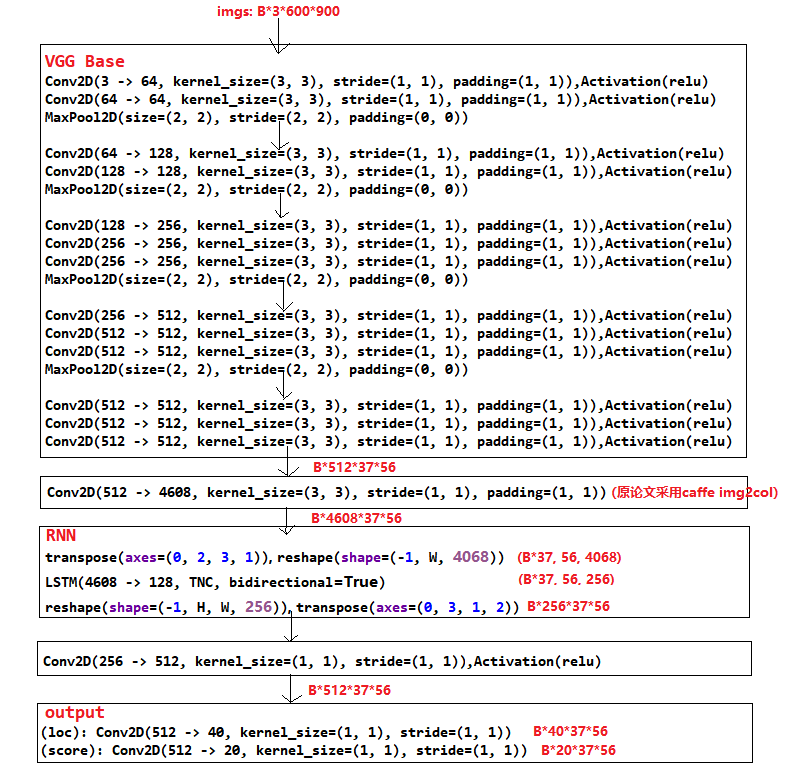 imgs: B*3*600*900
VGG Base
Conv2D(3 -> 64, kernel_size=(3, 3), stride=(1, 1), padding=(1, 1)),Activation(relu)
Conv2D(64 -> 64, kernel_size=(3, 3), stride=(1, 1), padding=(1, 1)),Activation(relu)
MaxPool2D(size=(2, 2), stride=(2, 2), padding=(0, 0))
Conv2D(64 -> 128, kernel_size=(3, 3), stride=(1, 1), padding=(1, 1)),Activation(relu)
Conv2D(128 -> 128, kernel_size=(3, 3), stride=(1, 1), padding=(1, 1)),Activation(relu)
MaxPool2D(size=(2, 2), stride=(2, 2), padding=(0, 0))
Conv2D(128 -> 256, kernel_size=(3, 3), stride=(1, 1), padding=(1, 1)),Activation(relu)
Conv2D(256 -> 256, kernel_size=(3, 3), stride=(1, 1), padding=(1, 1)),Activation(relu)
Conv2D(256 -> 256, kernel_size=(3, 3), stride=(1, 1), padding=(1, 1)),Activation(relu)
MaxPool2D(size=(2, 2), stride=(2, 2), padding=(0, 0))
Conv2D(256 -> 512, kernel_size=(3, 3), stride=(1, 1), padding=(1, 1)),Activation(relu)
Conv2D(512 -> 512, kernel_size=(3, 3), stride=(1, 1), padding=(1, 1)),Activation(relu)
Conv2D(512 -> 512, kernel_size=(3, 3), stride=(1, 1), padding=(1, 1)),Activation(relu)
MaxPool2D(size=(2, 2), stride=(2, 2), padding=(0, 0))
Conv2D(512 -> 512, kernel_size=(3, 3), stride=(1, 1), padding=(1, 1)),Activation(relu)
Conv2D(512 -> 512, kernel_size=(3, 3), stride=(1, 1), padding=(1, 1)),Activation(relu)
Conv2D(512 -> 512, kernel_size=(3, 3), stride=(1, 1), padding=(1, 1)),Activation(relu)
B*512*37*56
Conv2D(512 -> 4608, kernel_size=(3, 3), stride=(1, 1), padding=(1, 1)) (原论文采用caffe img2col)
B*4608*37*56
RNN
transpose(axes=(0, 2, 3, 1)),reshape(shape=(-1, W, 4068)) (B*37, 56, 4068)
LSTM(4608 -> 128, TNC, bidirectional=True) (B*37, 56, 256)
reshape(shape=(-1, H, W, 256)),transpose(axes=(0, 3, 1, 2)) B*256*37*56
Conv2D(256 -> 512, kernel_size=(1, 1), stride=(1, 1)),Activation(relu)
B*512*37*56
output
(loc): Conv2D(512 -> 40, kernel_size=(1, 1), stride=(1, 1)) B*40*37*56
(score): Conv2D(512 -> 20, kernel_size=(1, 1), stride=(1, 1)) B*20*37*56